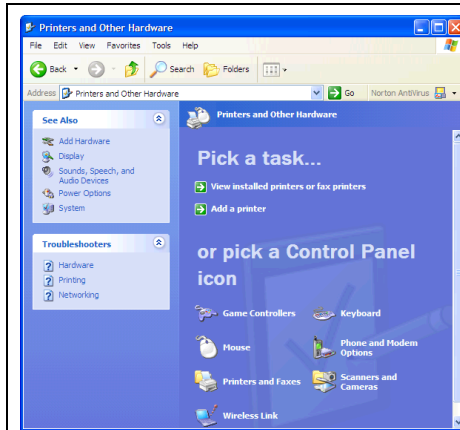 Printers and Other Hardware
File Edit View Favorites Tools Help
Back Search Folders
Address Printers and Other Hardware Go Norton AntiVirus
See Also
Add Hardware
Display
Sounds, Speech, and
Audio Devices
Power Options
System
Troubleshooters
Hardware
Printing
Networking
Printers and Other Hardware
Pick a task...
View installed printers or fax printers
Add a printer
or pick a Control Panel
icon
Game Controllers Keyboard
Mouse Phone and Modem
Options
Printers and Faxes Scanners and
Cameras
Wireless Link